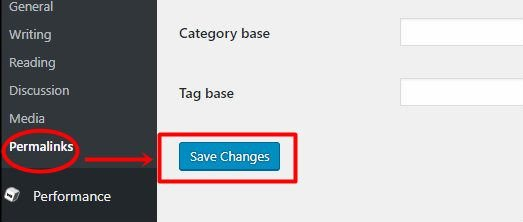 General
Writing
Reading
Discussion
Media
Permalinks
Performance
Category base
Tag base
Save Changes